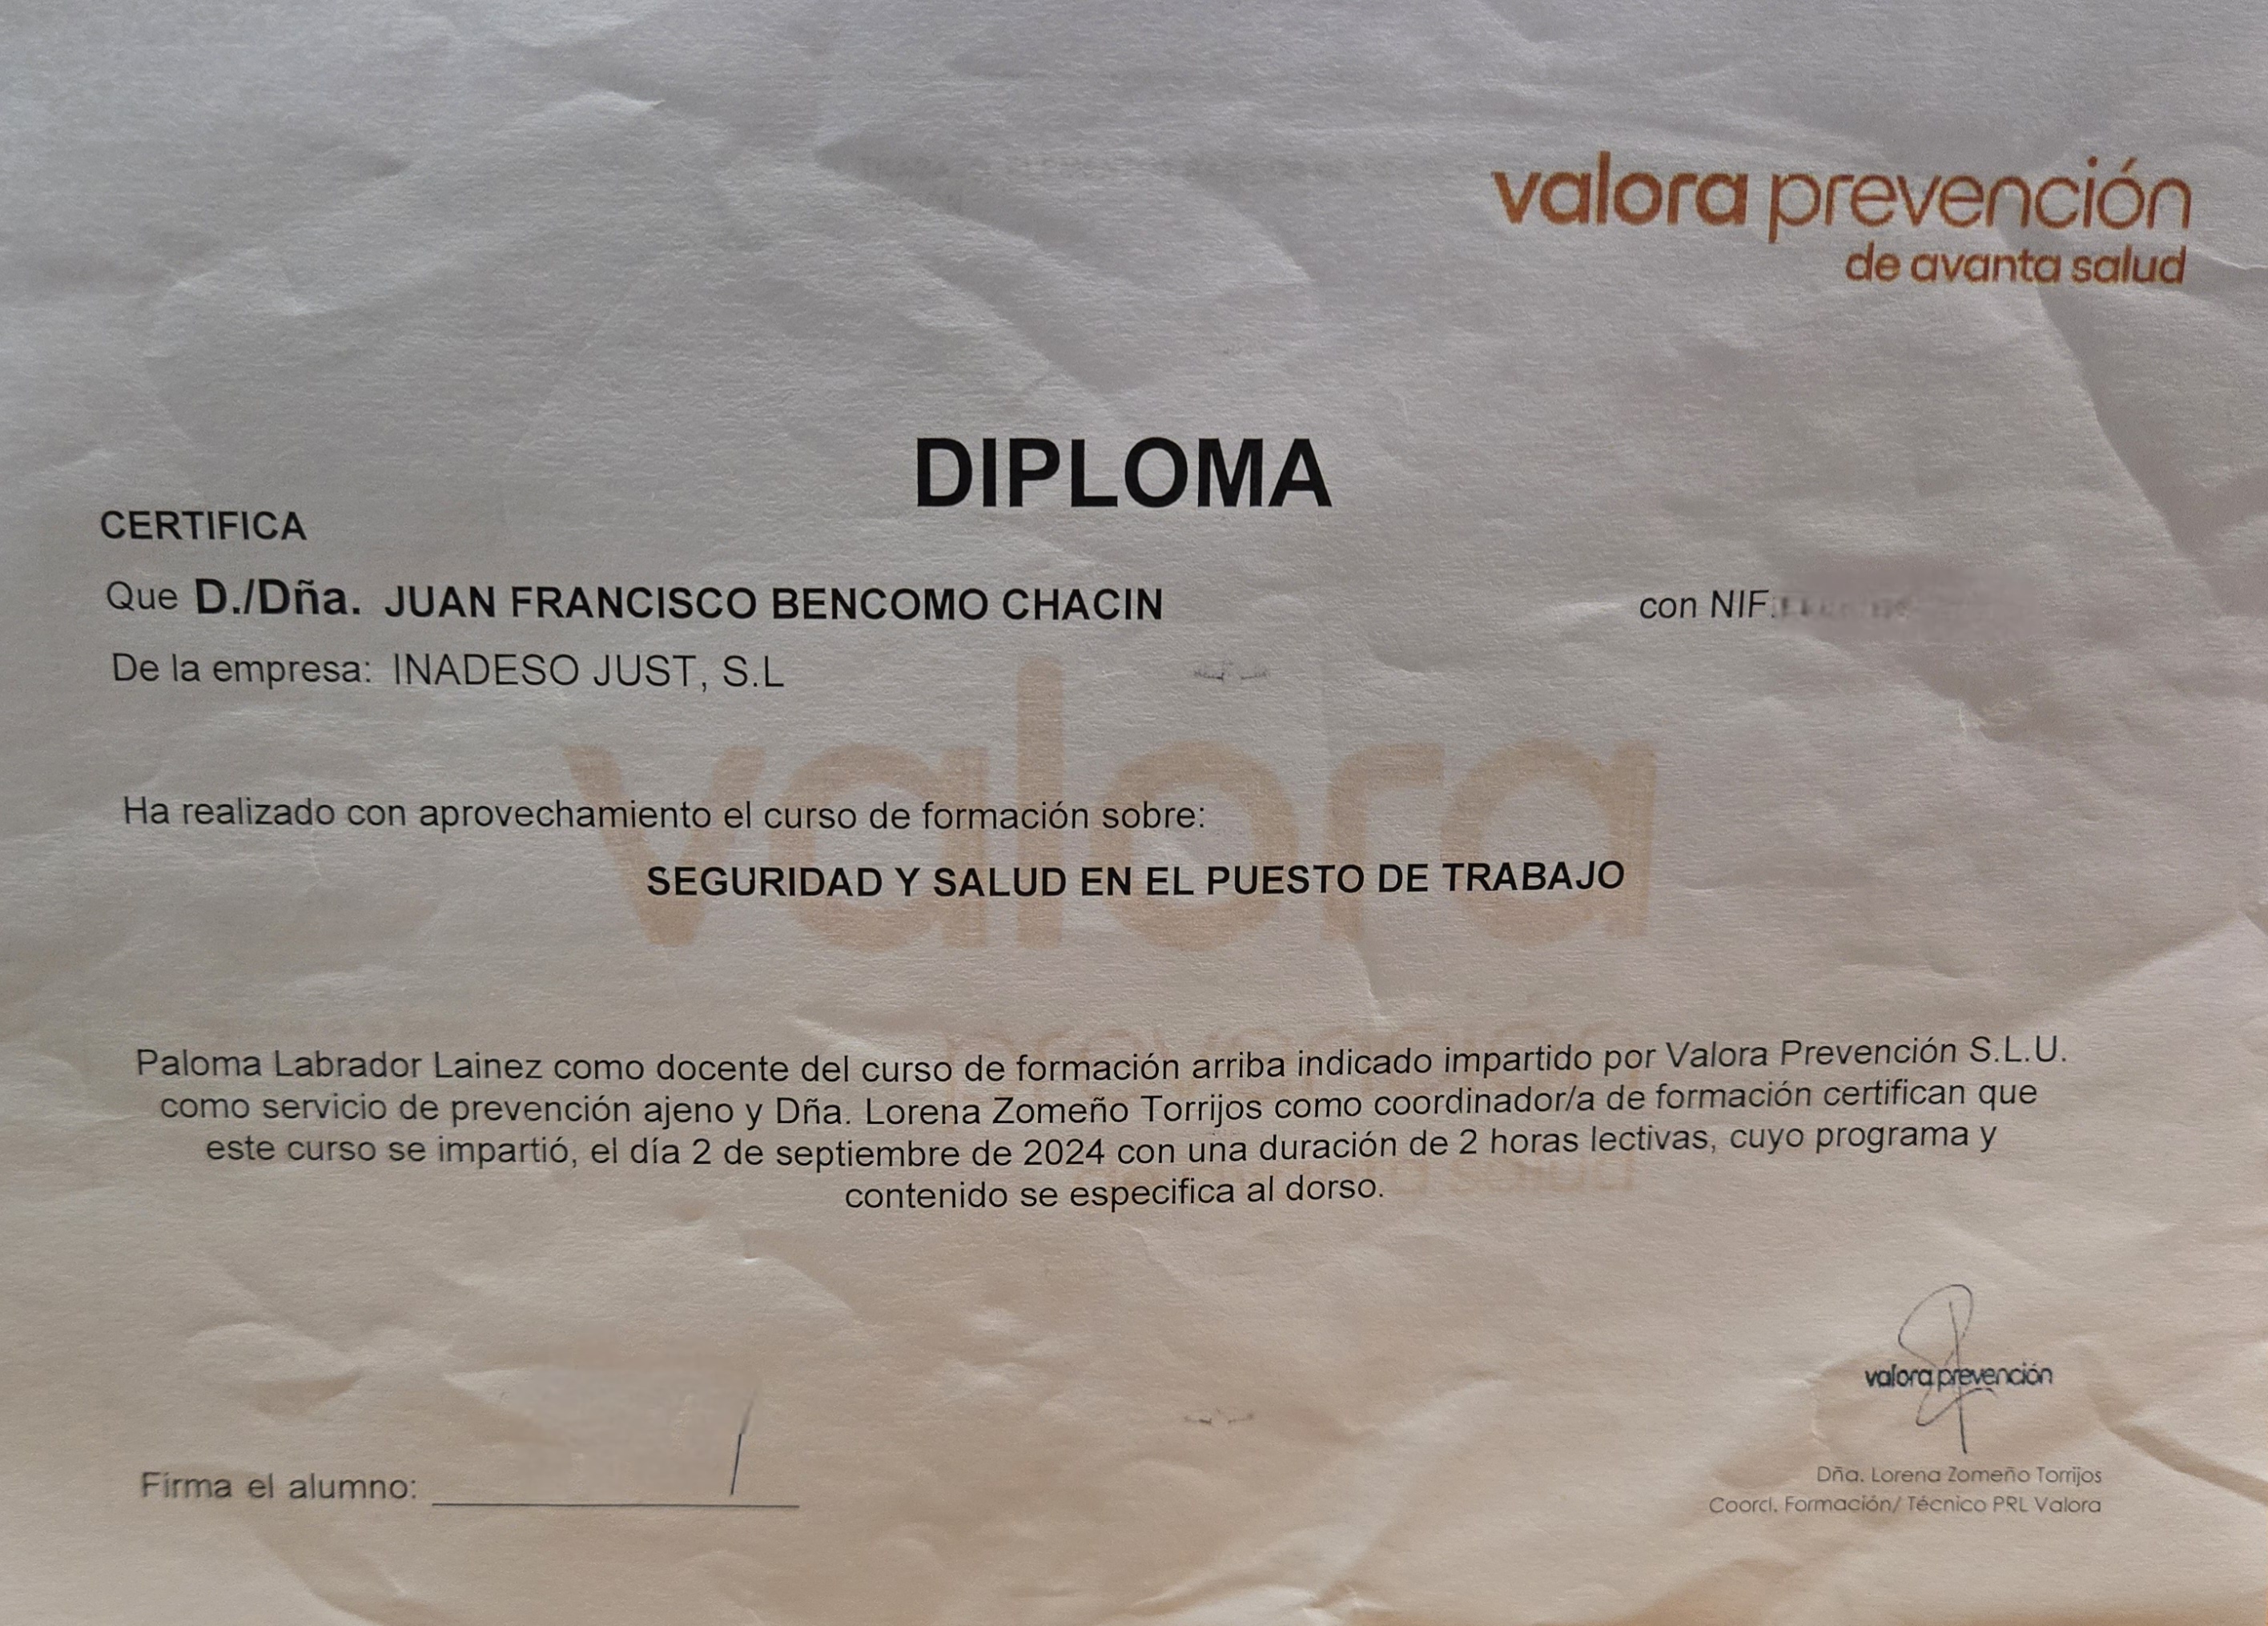 valora prevención
de avanta salud
DIPLOMA
CERTIFICA
Que D./Dña. JUAN FRANCISCO BENCOMO CHACIN con NIF.
De la empresa: INADESO JUST, S.L
valora
Ha realizado con aprovechamiento el curso de formación sobre:
SEGURIDAD Y SALUD EN EL PUESTO DE TRABAJO
Paloma Labrador Lainez como docente del curso de formación arriba indicado impartido por Valora Prevención S.L.U.
como servicio de prevención ajeno y Dña. Lorena Zomeño Torrijos como coordinador/a de formación certifican que
este curso se impartió, el día 2 de septiembre de 2024 con una duración de 2 horas lectivas, cuyo programa y
contenido se especifica al dorso.
valora prevención
Firma el alumno:
Dña. Lorena Zomeño Torrijos
Coord. Formación/ Técnico PRL Valora